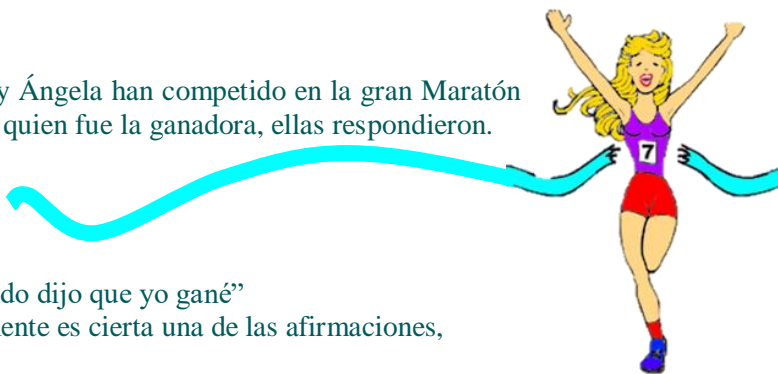 y Ángela han competido en la gran Maratón
quien fue la ganadora, ellas respondieron.
7
do dijo que yo gané”
ente es cierta una de las afirmaciones,